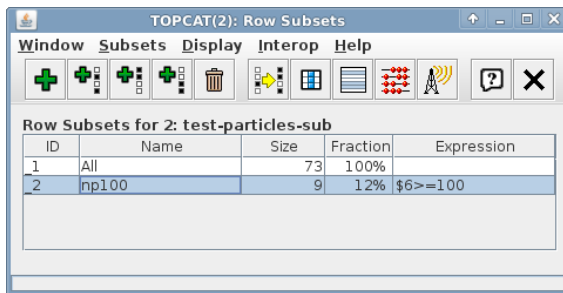 TOPCAT(2): Row Subsets
Window Subsets Display Interop Help
Row Subsets for 2: test-particles-sub
ID Name Size Fraction Expression
_1 All 73 100%
_2 np100 9 12% $6>=100